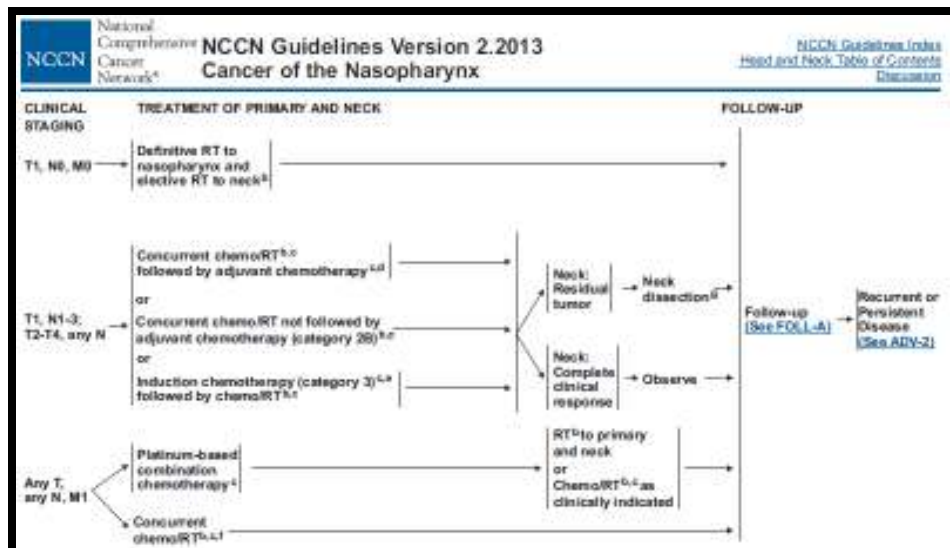 National
Comprehensive
Cancer
Network®
NCCN
NCCN Guidelines Version 2.2013
Cancer of the Nasopharynx
NCCN Guidelines Index
Head and Neck Table of Contents
Discussion
CLINICAL
STAGING
TREATMENT OF PRIMARY AND NECK
FOLLOW-UP
T1, N0, M0
Definitive RT to
nasopharynx and
elective RT to neck
T1, N1-3;
T2-T4, any N
Concurrent chemo/RT b,c
followed by adjuvant chemotherapy c,d
or
Concurrent chemo/RT not followed by
adjuvant chemotherapy (category 2B) b,c
or
Induction chemotherapy (category 3) c,e
followed by chemo/RT b,c
Neck:
Residual
tumor
Neck
dissection
Neck:
Complete
clinical
response
Observe
Follow-up
(See FOLL-A)
Recurrent or
Persistent
Disease
(See ADV-2)
Any T,
any N, M1
Platinum-based
combination
chemotherapy c
RT b to primary
and neck
or
Chemo/RT b,c as
clinically indicated
Concurrent
chemo/RT b,c,f